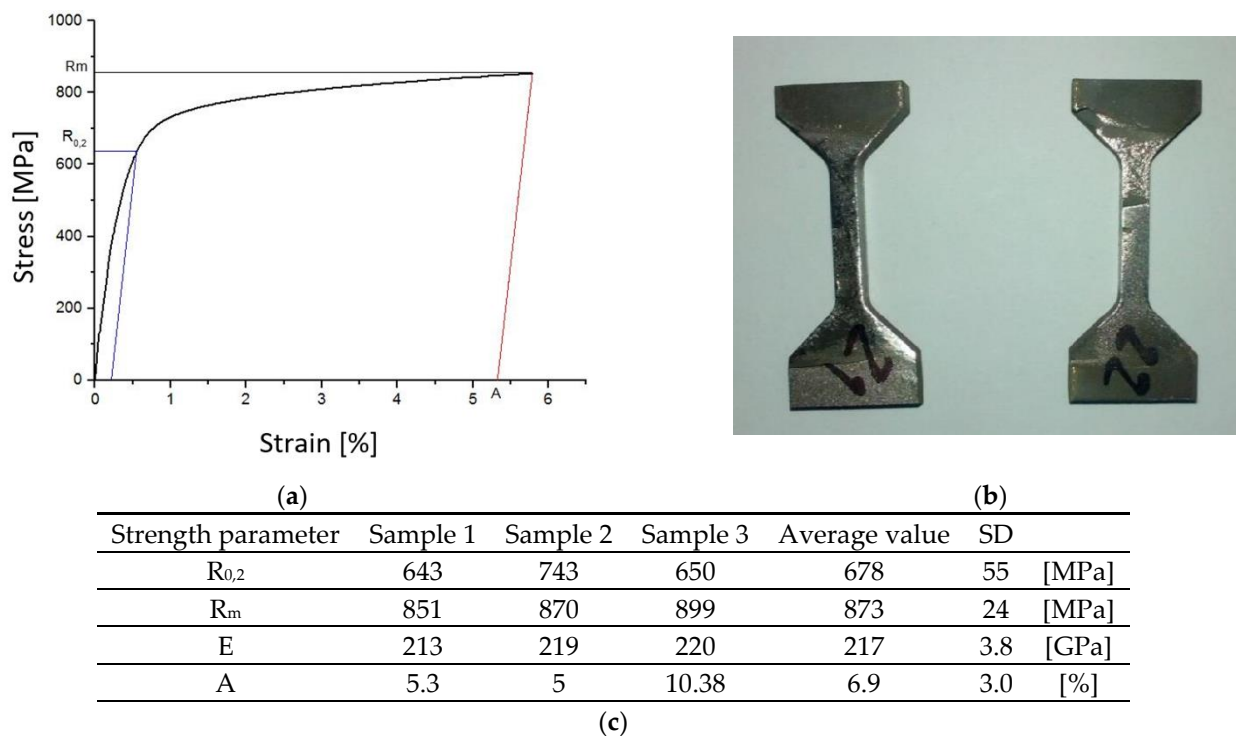 1000
Rm
800
R0,2
600
400
200
0
Stress [MPa]
0 1 2 3 4 5 A 6
Strain [%]
22
22
(a) (b)
Strength parameter Sample 1 Sample 2 Sample 3 Average value SD
R0,2 643 743 650 678 55 [MPa]
Rm 851 870 899 873 24 [MPa]
E 213 219 220 217 3.8 [GPa]
A 5.3 5 10.38 6.9 3.0 [%]
(c)